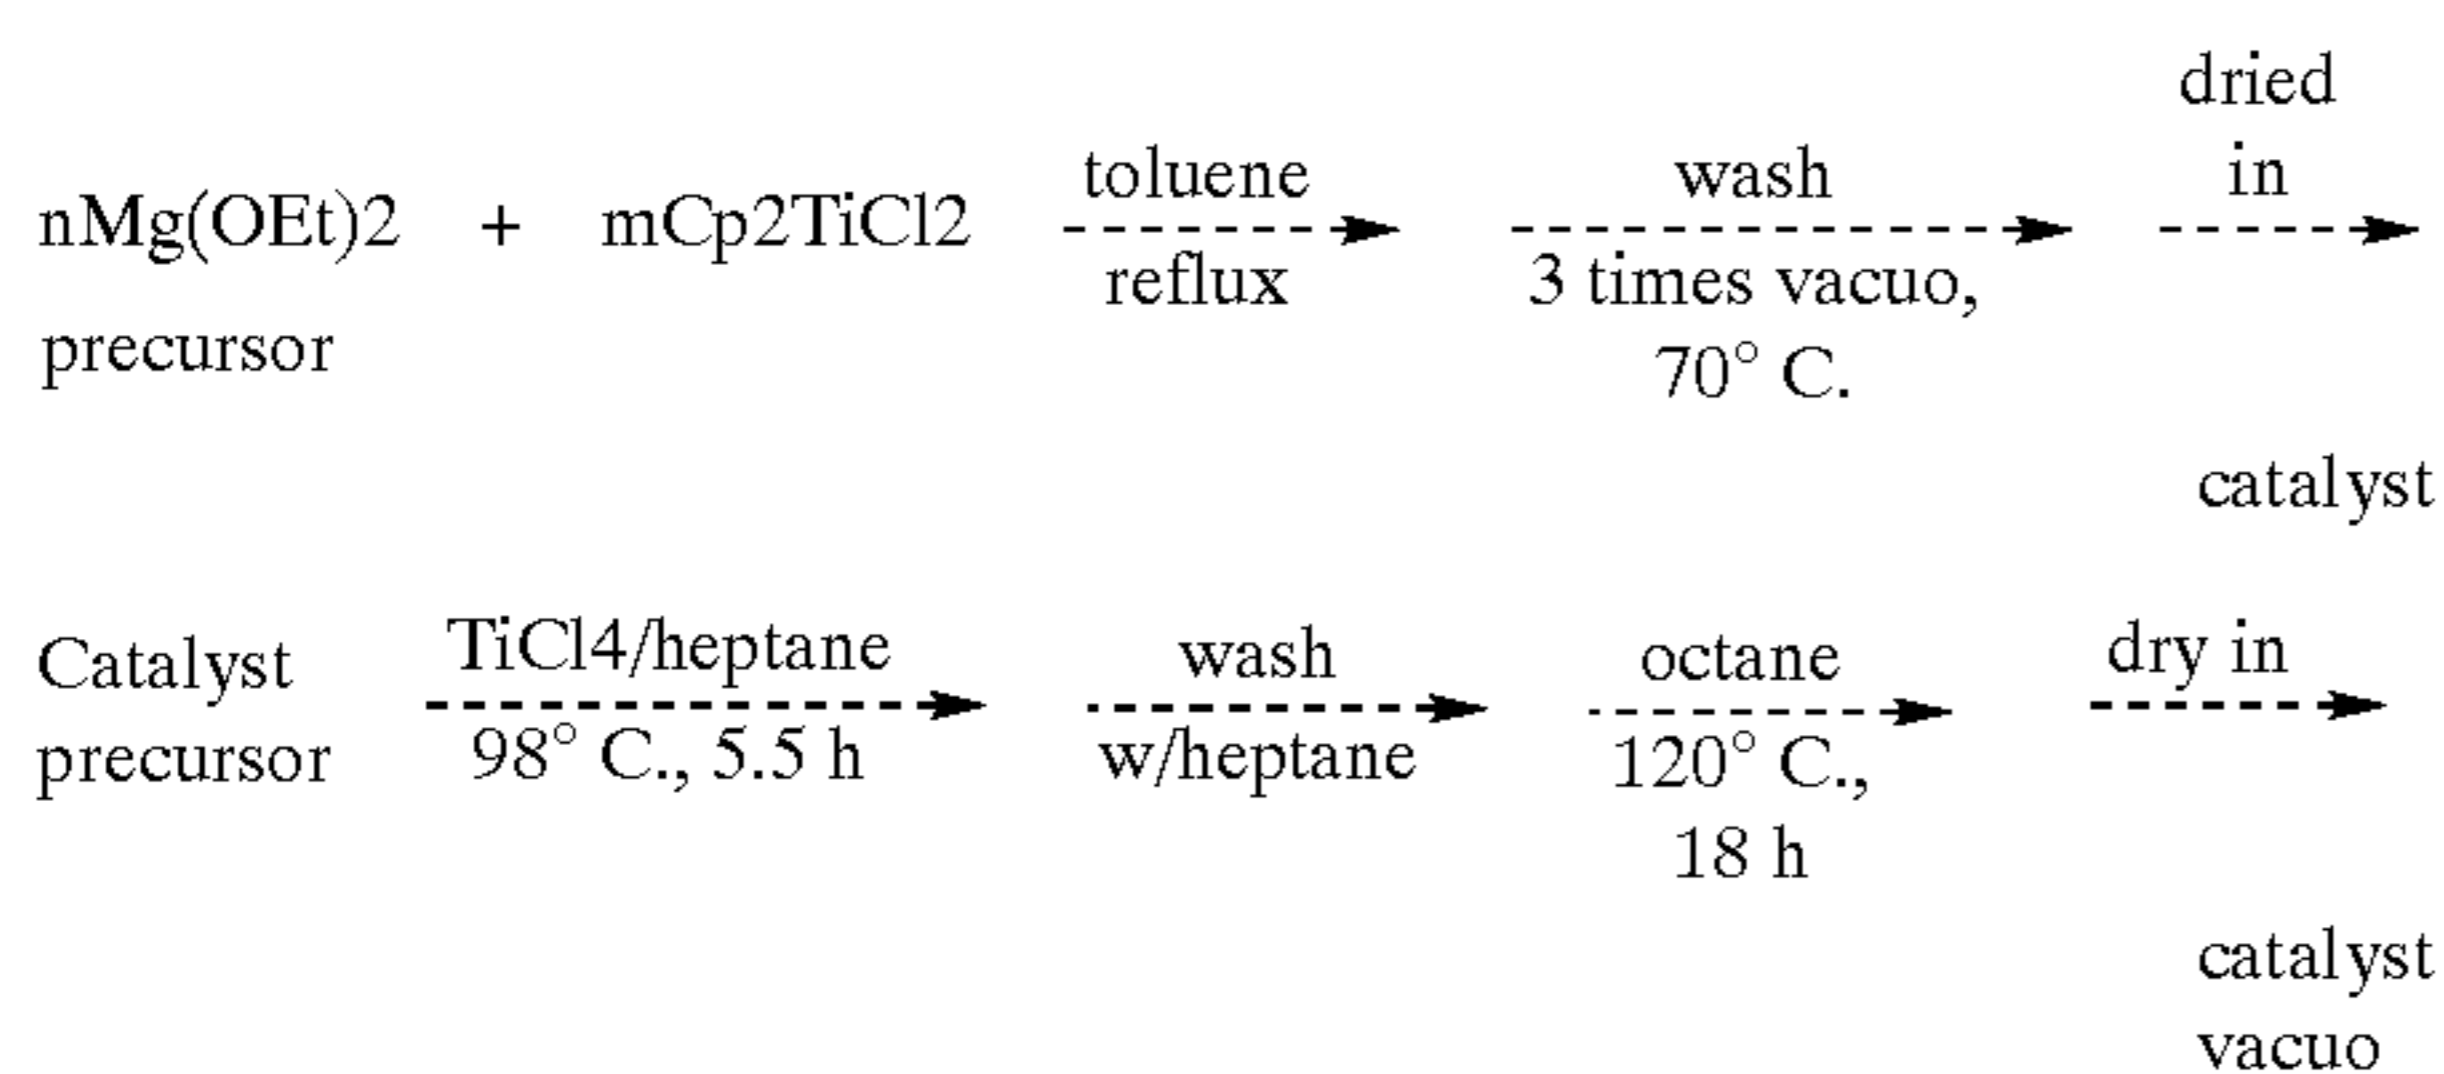 dried
in
nMg(OEt)2 + mCp2TiCl2 toluene wash
reflux 3 times vacuo,
precursor 70° C.
catalyst
Catalyst TiCl4/heptane wash octane dry in
precursor 98° C., 5.5 h w/heptane 120° C.,
18 h
catalyst
vacuo